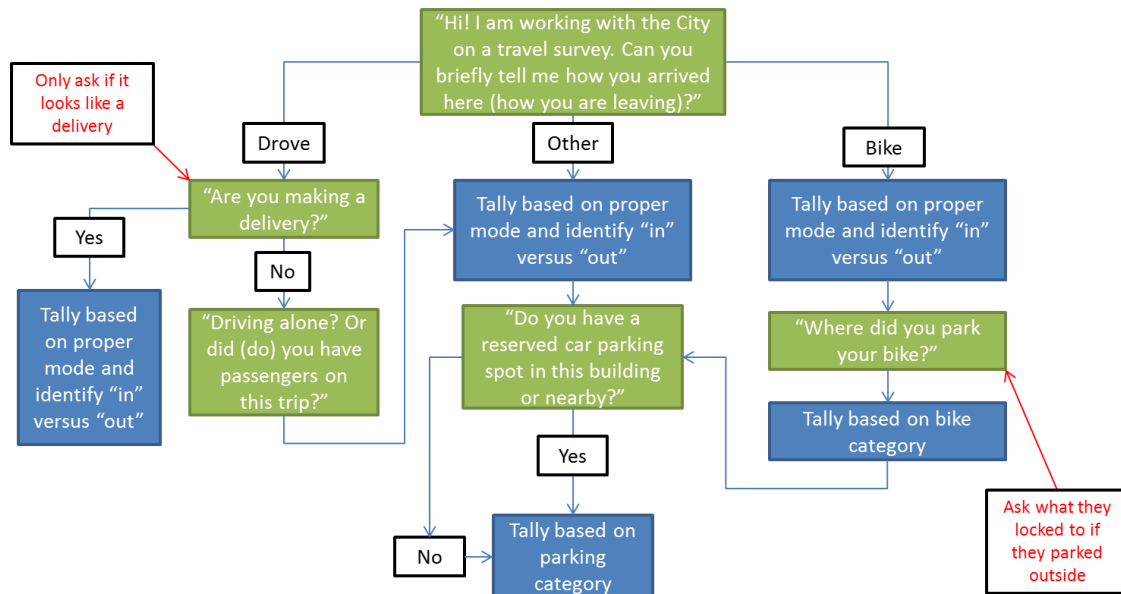 “Hi! I am working with the City
on a travel survey. Can you
briefly tell me how you arrived
here (how you are leaving)?”
Only ask if it
looks like a
delivery
Drove
Other
Bike
“Are you making a
delivery?”
Tally based on proper
mode and identify “in”
versus “out”
Tally based on proper
mode and identify “in”
versus “out”
Yes
No
Tally based
on proper
mode and
identify “in”
versus “out”
“Driving alone? Or
did (do) you have
passengers on
this trip?”
“Do you have a
reserved car parking
spot in this building
or nearby?”
“Where did you park
your bike?”
Tally based on bike
category
Yes
No
Tally based on
parking
category
Ask what they
locked to if
they parked
outside